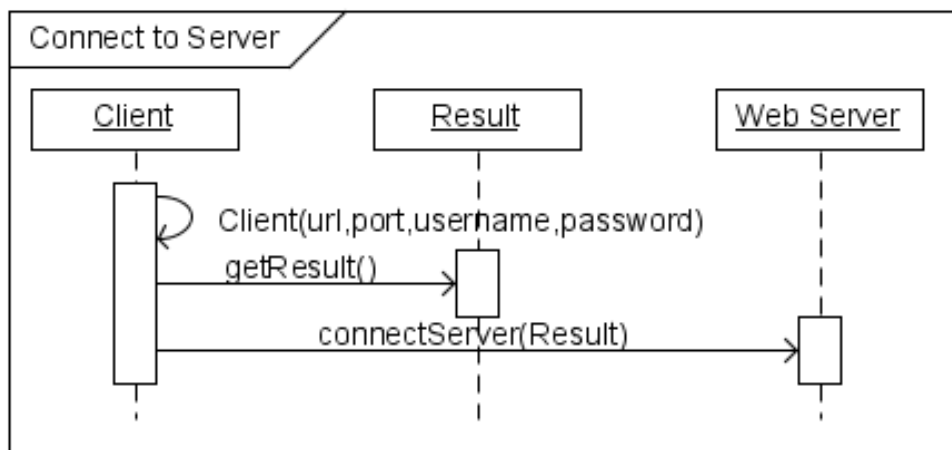 Connect to Server
Client
Result
Web Server
Client(url,port,username,password)
getResult()
connectServer(Result)